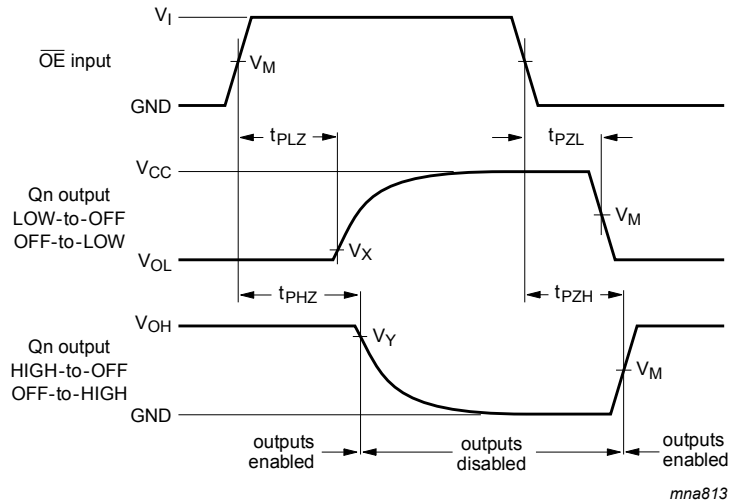 V_I
OE input
V_M
GND
t_PLZ
t_PZL
V_CC
Qn output
LOW-to-OFF
OFF-to-LOW
V_M
V_X
V_OL
t_PHZ
t_PZH
V_OH
Qn output
HIGH-to-OFF
OFF-to-HIGH
V_Y
V_M
GND
outputs
enabled
outputs
disabled
outputs
enabled
mna813